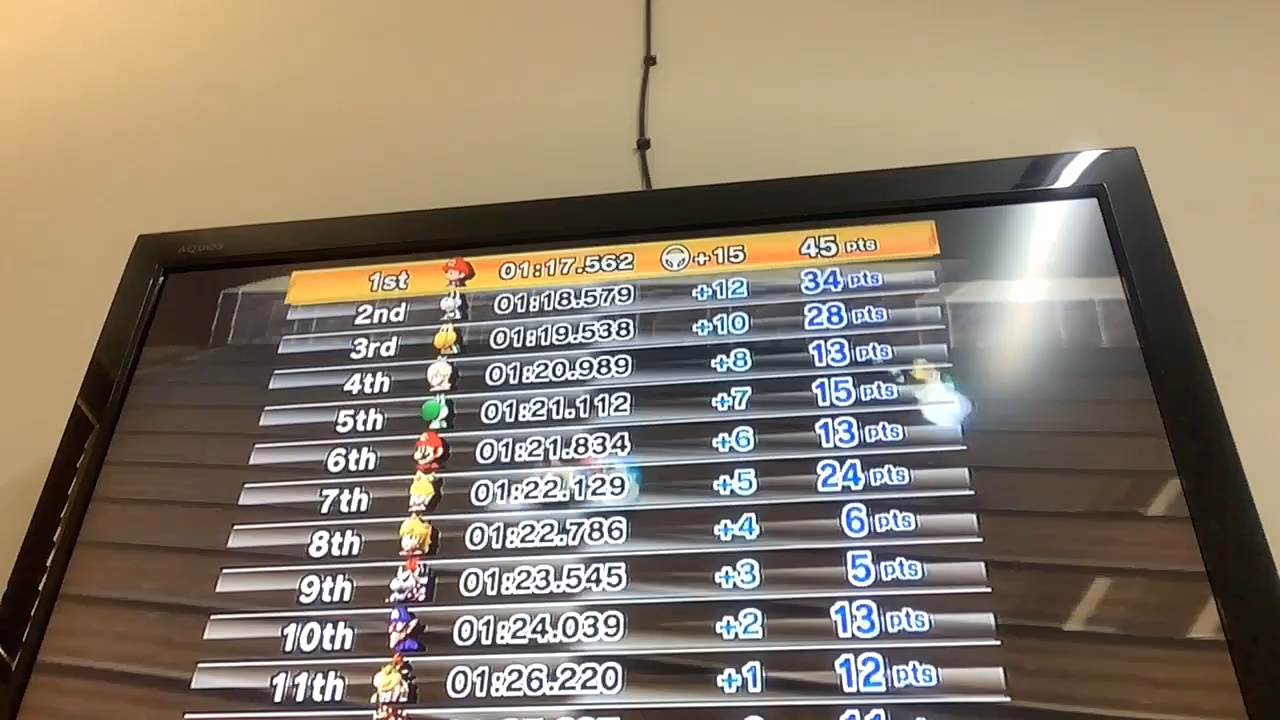 AQUOS
1st 01:17.562 +15 45 pts
2nd 01:18.579 +12 34 pts
3rd 01:19.538 +10 28 pts
4th 01:20.989 +8 13 pts
5th 01:21.112 +7 15 pts
6th 01:21.834 +6 13 pts
7th 01:22.129 +5 24 pts
8th 01:22.786 +4 6 pts
9th 01:23.545 +3 5 pts
10th 01:24.039 +2 13 pts
11th 01:26.220 +1 12 pts